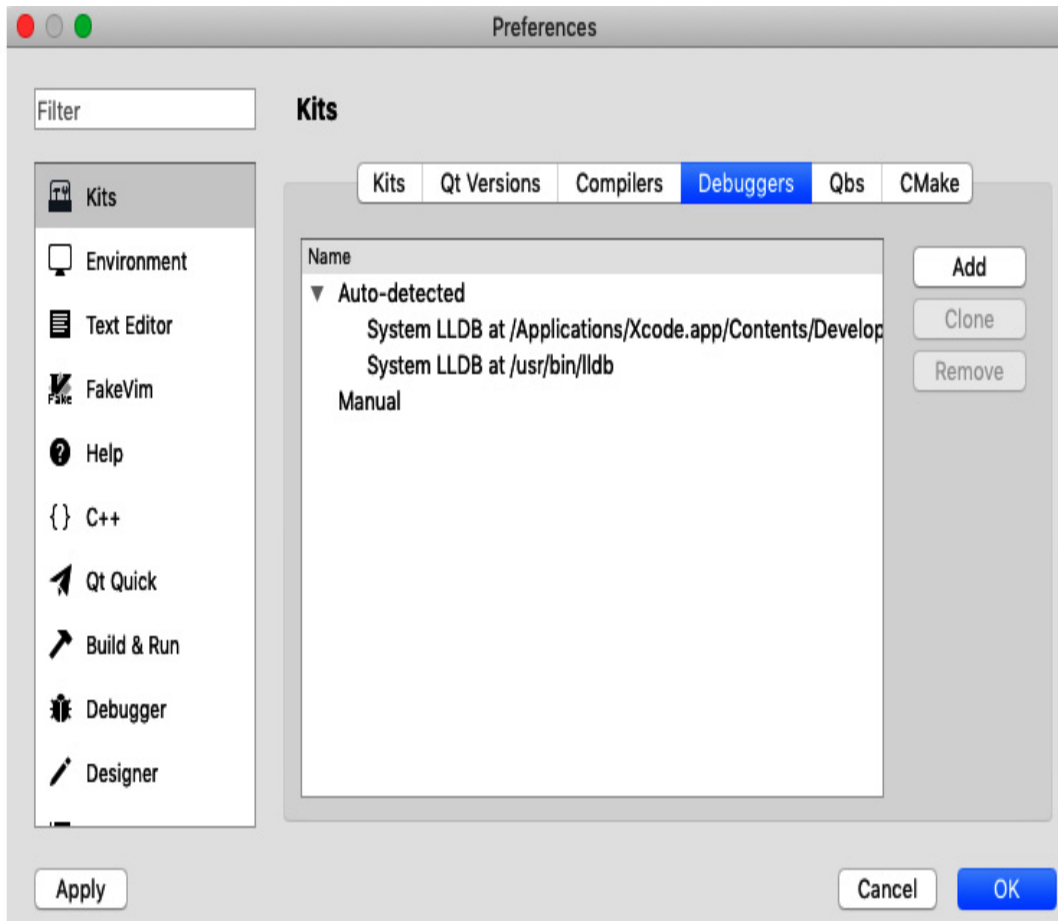 Preferences
Filter
Kits
Kits
Environment
Text Editor
FakeVim
Help
{} C++
Qt Quick
Build & Run
Debugger
Designer
Kits Qt Versions Compilers Debuggers Qbs CMake
Name
Auto-detected
System LLDB at /Applications/Xcode.app/Contents/Develop
System LLDB at /usr/bin/lldb
Manual
Add
Clone
Remove
Apply
Cancel
OK